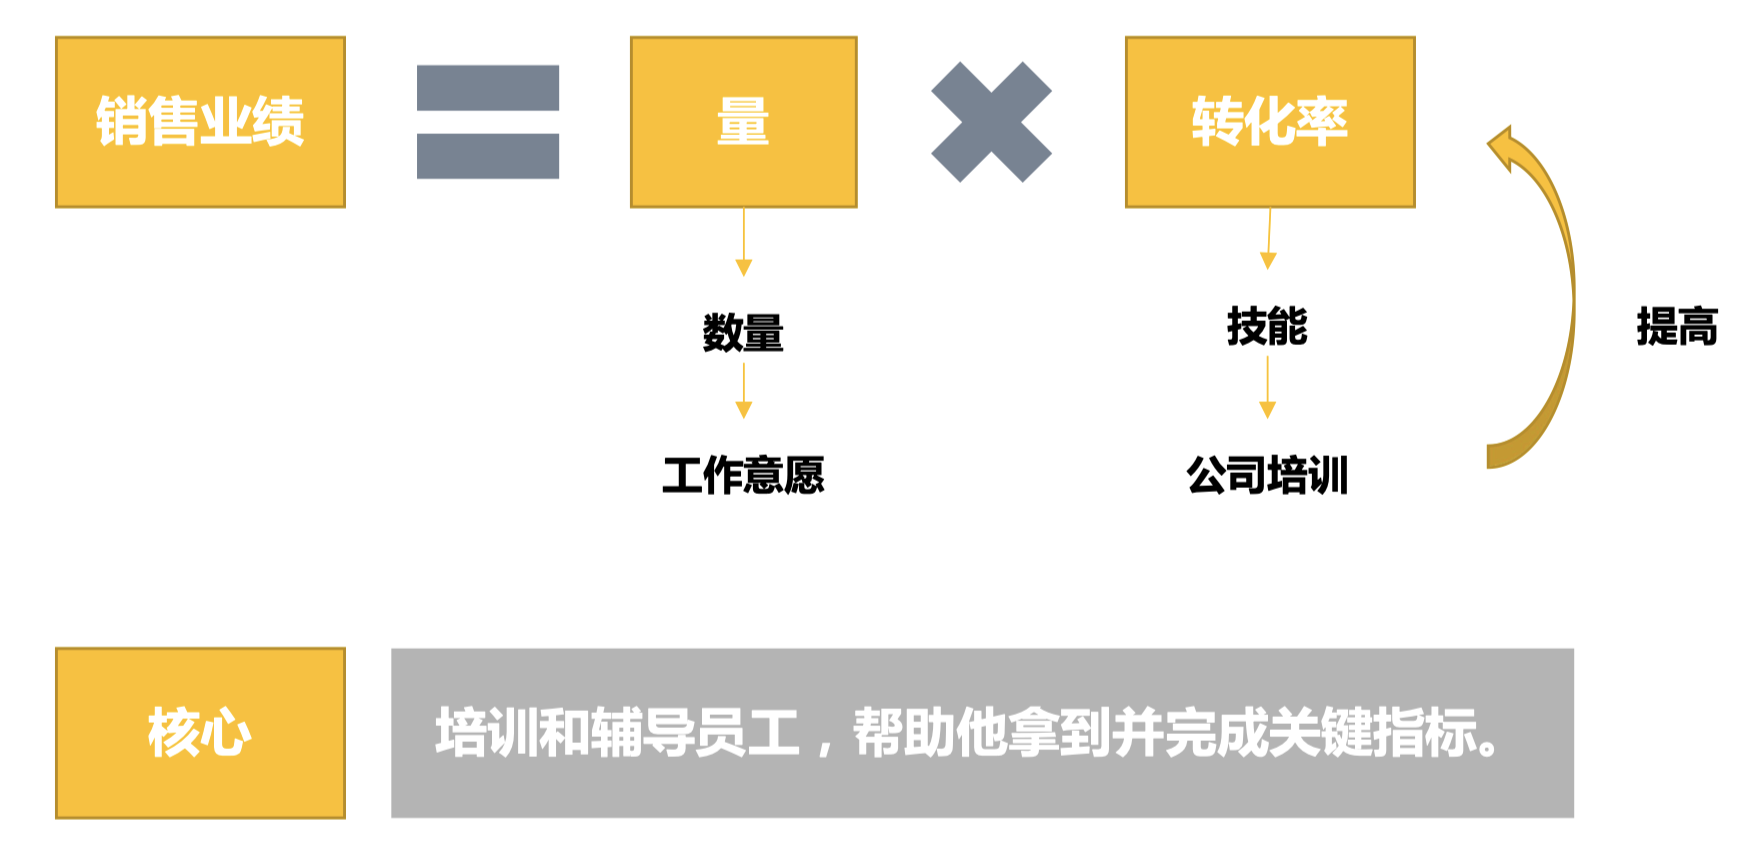 销售业绩
量
转化率
数量
技能
提高
工作意愿
公司培训
核心
培训和辅导员工，帮助他拿到并完成关键指标。